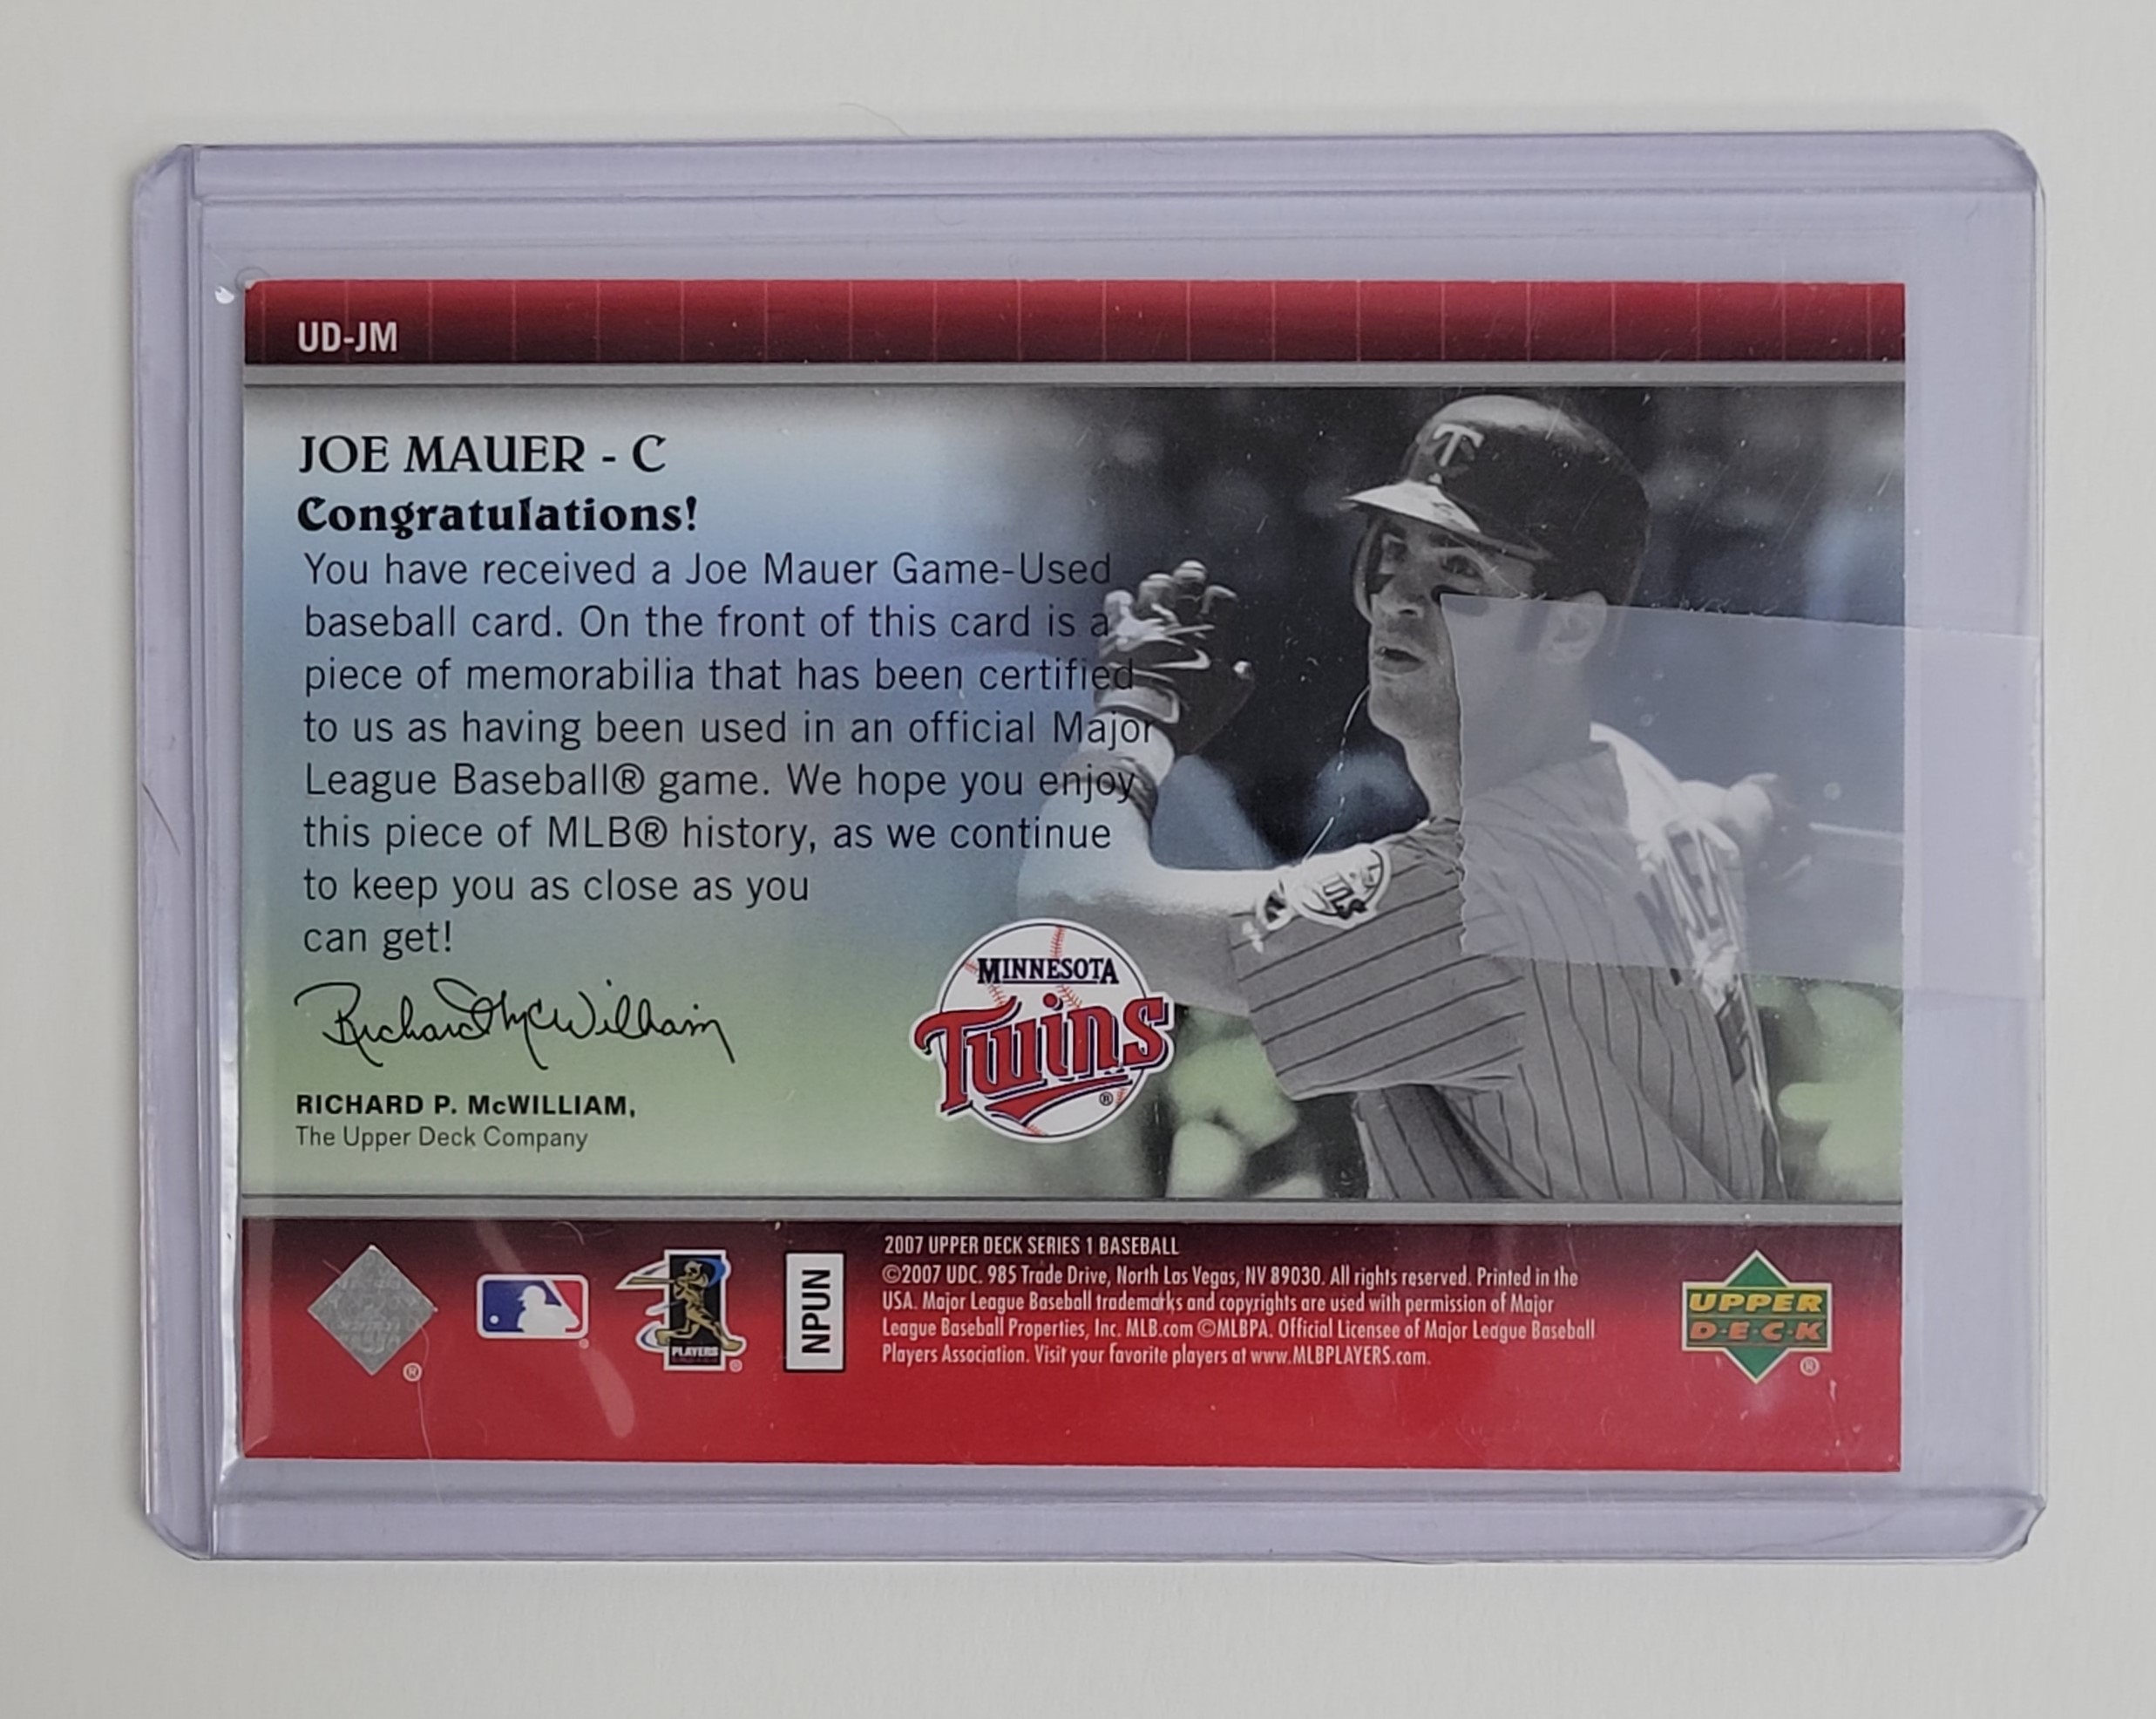 UD-JM
JOE MAUER - C
Congratulations!
You have received a Joe Mauer Game-Used
baseball card. On the front of this card is a
piece of memorabilia that has been certified
to us as having been used in an official Major
League Baseball® game. We hope you enjoy
this piece of MLB® history, as we continue
to keep you as close as you
can get!
Richard P. McWilliam
RICHARD P. McWILLIAM,
The Upper Deck Company
T
MINNESOTA
Twins
®
®
®
PLAYERS
®
NPUN
2007 UPPER DECK SERIES 1 BASEBALL
©2007 UDC. 985 Trade Drive, North Las Vegas, NV 89030. All rights reserved. Printed in the
USA. Major League Baseball trademarks and copyrights are used with permission of Major
League Baseball Properties, Inc. MLB.com ©MLBPA. Official Licensee of Major League Baseball
Players Association. Visit your favorite players at www.MLBPLAYERS.com.
UPPER
D·E·C·K
®